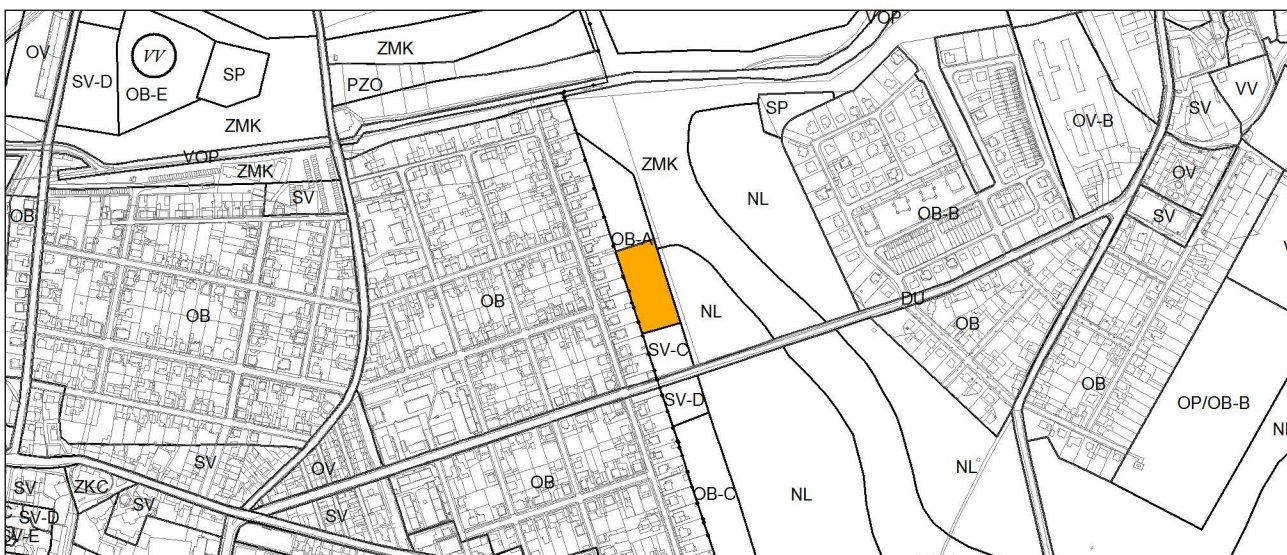 VOP
OV
SV-D
VV
OB-E
SP
ZMK
ZMK
PZO
SP
OV-B
SV
VV
VOP
ZMK
ZMK
NL
OV
SV
OB
SV
OB-A
OB-B
SV
OB
OB
NL
DU
OB
SV-C
OB
SV-D
OP/OB-B
SV
OV
OB
NL
SV
ZKC
SV
SV
OB-C
NL
SV-D
SV-E